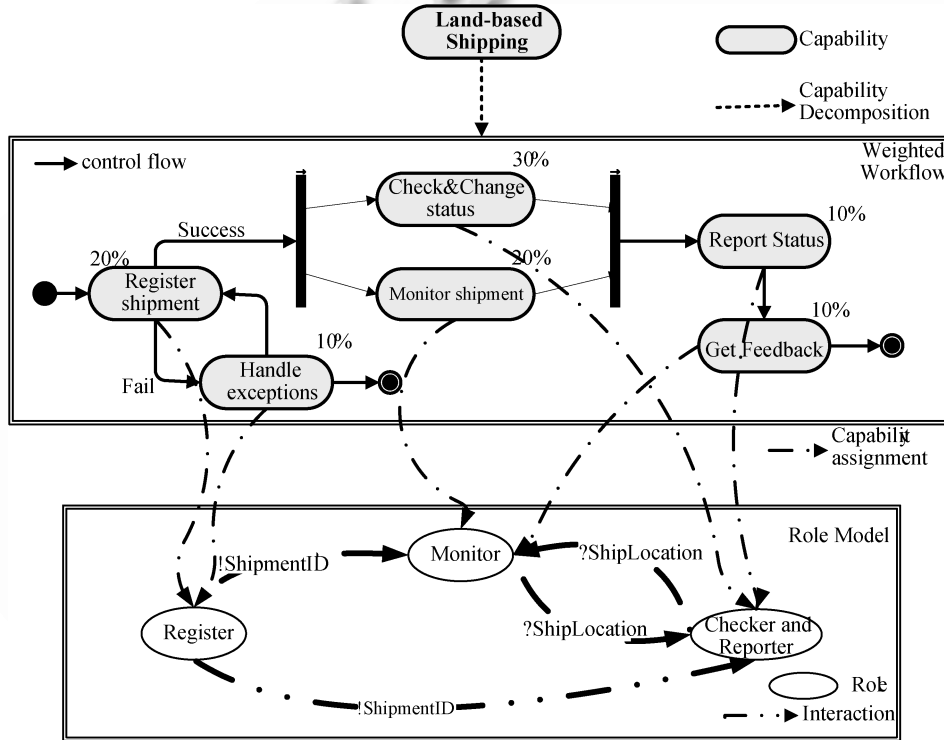 Land-based
Shipping
Capability
Capability
Decomposition
control flow
Weighted
Workflow
30%
Check&Change
status
Success
10%
Report Status
20%
20%
Register
shipment
Monitor shipment
10%
10%
Get Feedback
Handle
exceptions
Fail
Capability
assignment
Role Model
!ShipmentID
Monitor
?ShipLocation
Register
?ShipLocation
Checker and
Reporter
Role
!ShipmentID
Interaction